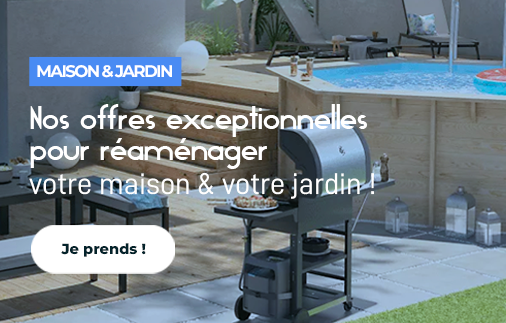 MAISON & JARDIN
Nos offres exceptionnelles
pour réaménager
votre maison & votre jardin !
Je prends !